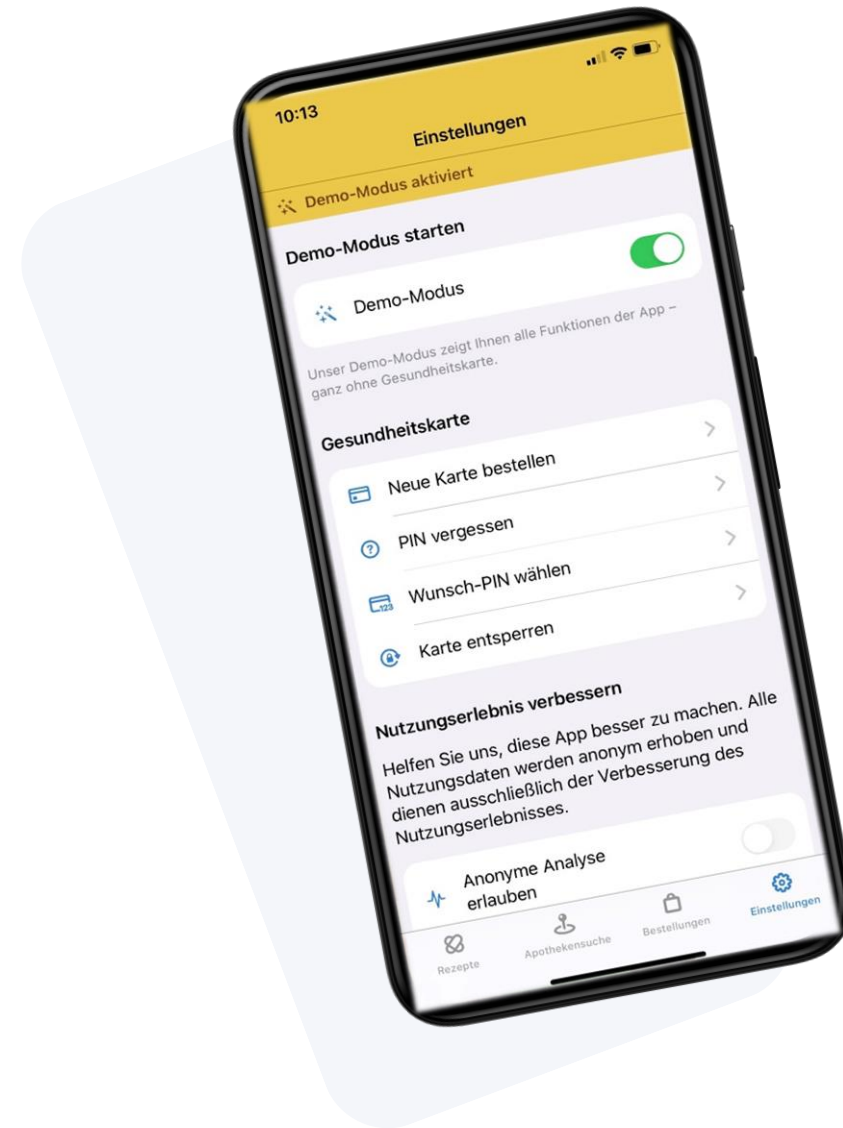 10:13
Einstellungen
Demo-Modus aktiviert
Demo-Modus starten
Demo-Modus
Unser Demo-Modus zeigt Ihnen alle Funktionen der App –
ganz ohne Gesundheitskarte.
Gesundheitskarte
Neue Karte bestellen
PIN vergessen
Wunsch-PIN wählen
123
Karte entsperren
Nutzungserlebnis verbessern
Helfen Sie uns, diese App besser zu machen. Alle
Nutzungsdaten werden anonym erhoben und
dienen ausschließlich der Verbesserung des
Nutzungserlebnisses.
Anonyme Analyse
erlauben
Rezepte
Apothekensuche
Bestellungen
Einstellungen